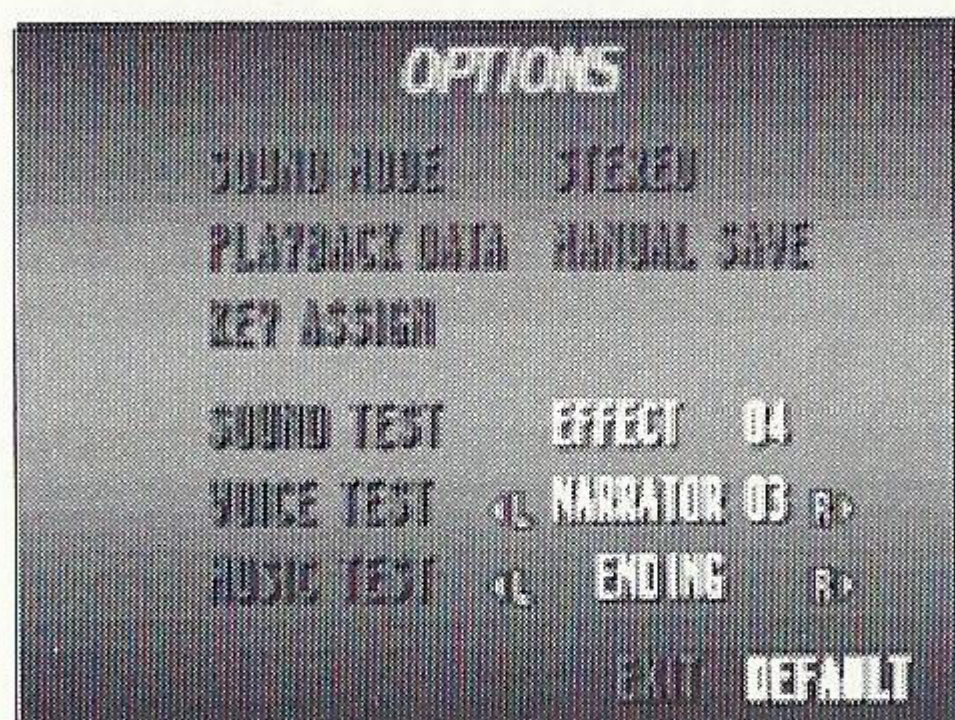 OPTIONS
SOUND MODE STEREO
PLAYBACK DATA MANUAL SAVE
KEY ASSIGN
SOUND TEST EFFECT 04
VOICE TEST L NARRATOR 03 R
MUSIC TEST L ENDING R
EXIT DEFAULT